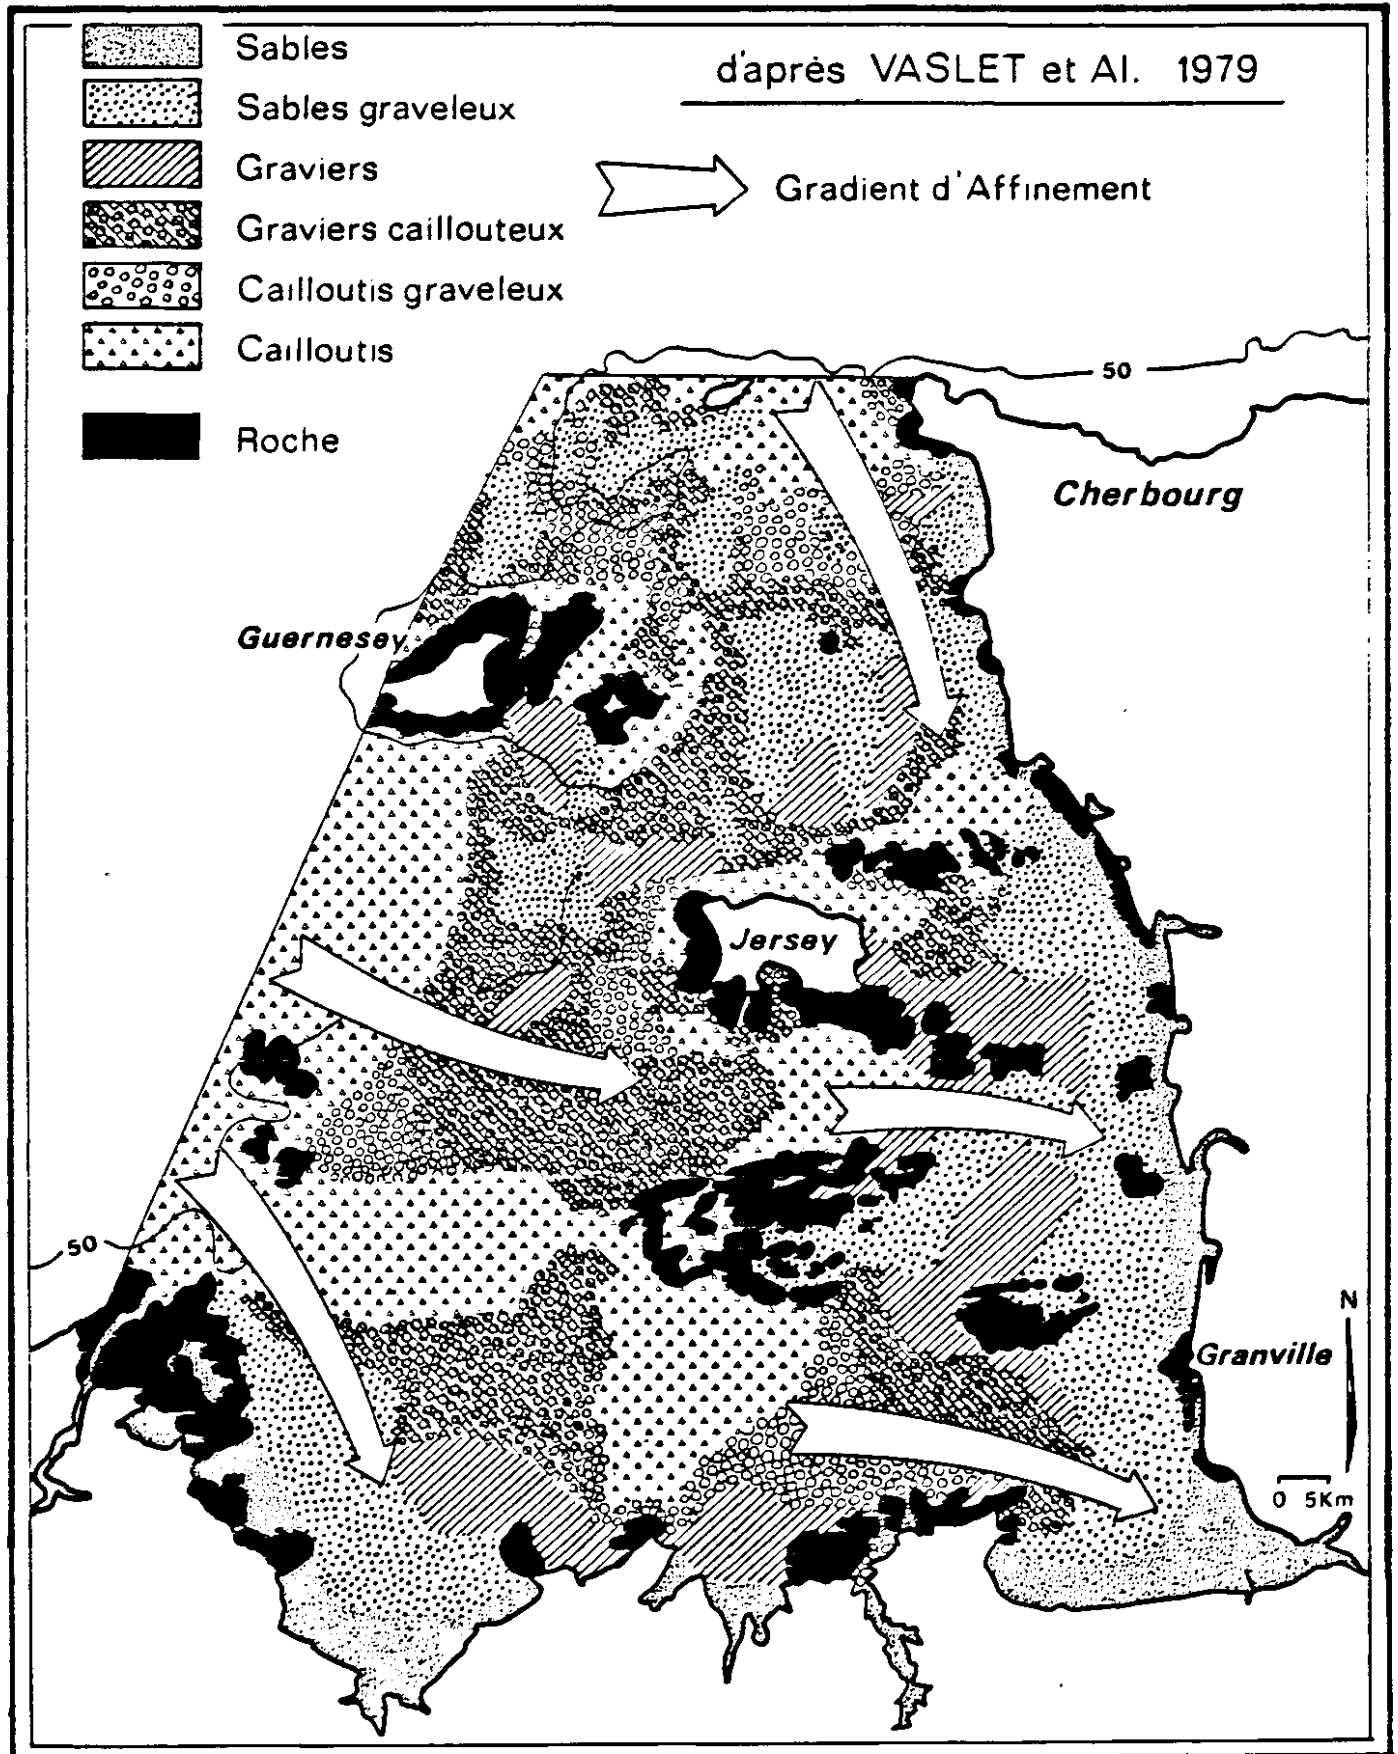 Sables
d'après VASLET et Al. 1979
Sables graveleux
Graviers
Gradient d'Affinement
Graviers caillouteux
Cailloutis graveleux
Cailloutis
Roche
50
Cherbourg
Guernesey
Jersey
50
N
Granville
0 5Km